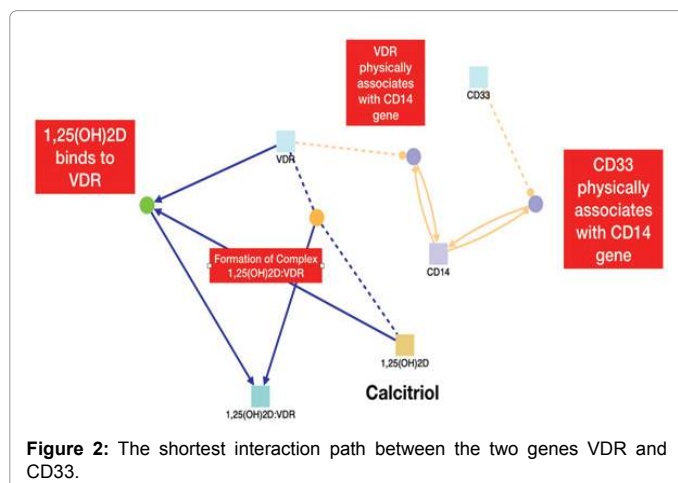 VDR
physically
associates
with CD14
gene
CD33
1,25(OH)2D
binds to
VDR
VDR
CD33
physically
associates
with CD14
gene
Formation of Complex
1,25(OH)2D:VDR
CD14
1,25(OH)2D
Calcitriol
1,25(OH)2D:VDR
Figure 2: The shortest interaction path between the two genes VDR and
CD33.